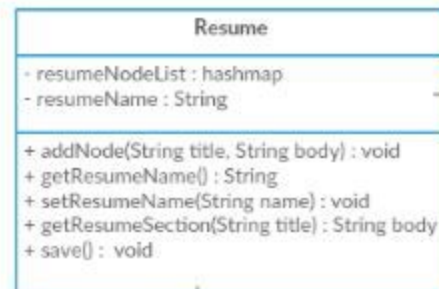 Resume
- resumeNodeList : hashmap
- resumeName : String
+ addNode(String title, String body) : void
+ getResumeName() : String
+ setResumeName(String name) : void
+ getResumeSection(String title) : String body
+ save() : void